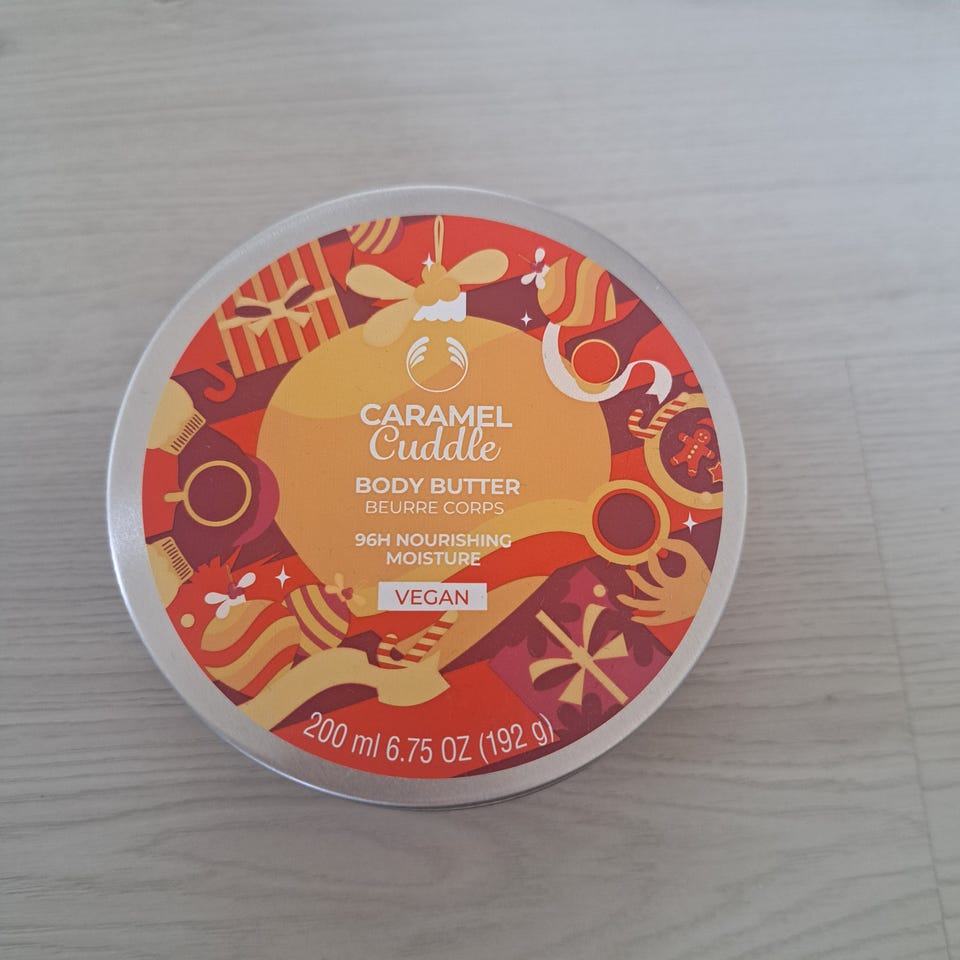 CARAMEL
Cuddle
BODY BUTTER
BEURRE CORPS
96H NOURISHING
MOISTURE
VEGAN
200 ml 6.75 OZ (192 g)